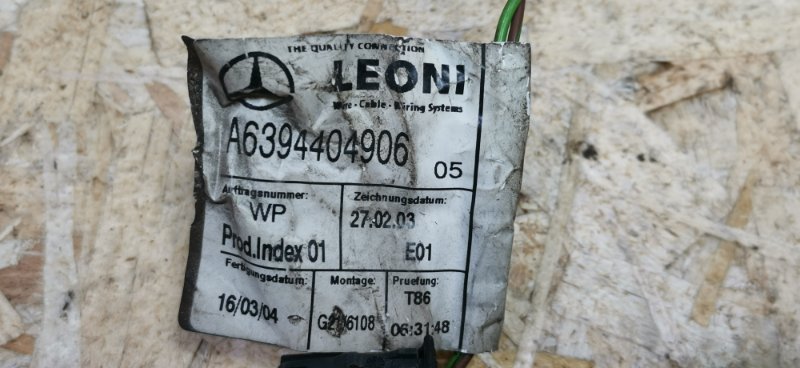 THE QUALITY CONNECTION
LEONI
Wire · Cable · Wiring Systems
A6394404906 05
Auftragsnummer:
WP
Prod.Index 01
Zeichnungsdatum:
27.02.03
E01
Fertigungsdatum:
16/03/04
Montage:
Pruefung:
T86
06:31:48